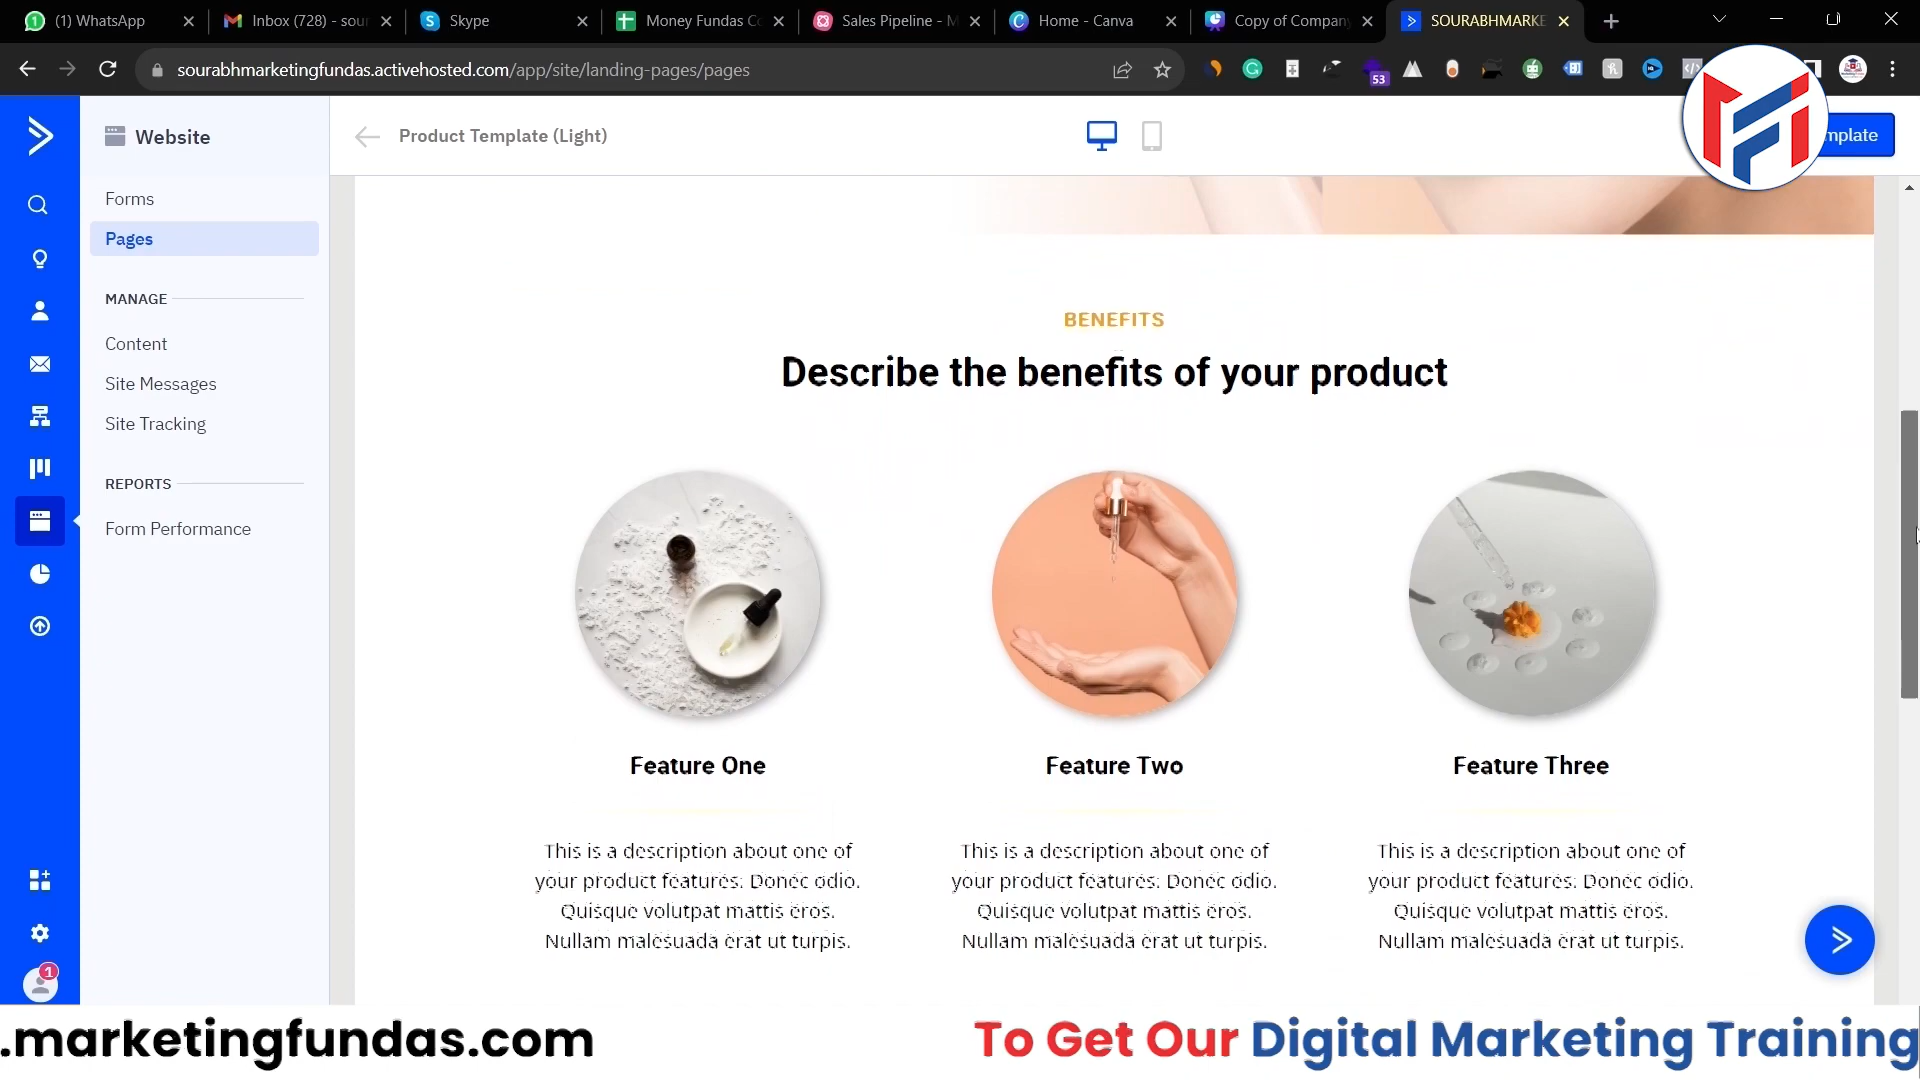 (1) WhatsApp
Inbox (728) - sour
Skype
Money Fundas Co
Sales Pipeline - M
Home - Canva
Copy of Company
SOURABHMARKE
sourabhmarketingfundas.activehosted.com/app/site/landing-pages/pages
53
Website
Product Template (Light)
mplate
Forms
Pages
MANAGE
Content
Site Messages
Site Tracking
REPORTS
Form Performance
1
BENEFITS
Describe the benefits of your product
Feature One
Feature Two
Feature Three
This is a description about one of
your product features. Donec odio.
Quisque volutpat mattis eros.
Nullam malesuada erat ut turpis.
This is a description about one of
your product features. Donec odio.
Quisque volutpat mattis eros.
Nullam malesuada erat ut turpis.
This is a description about one of
your product features. Donec odio.
Quisque volutpat mattis eros.
Nullam malesuada erat ut turpis.
.marketingfundas.com
To Get Our Digital Marketing Training